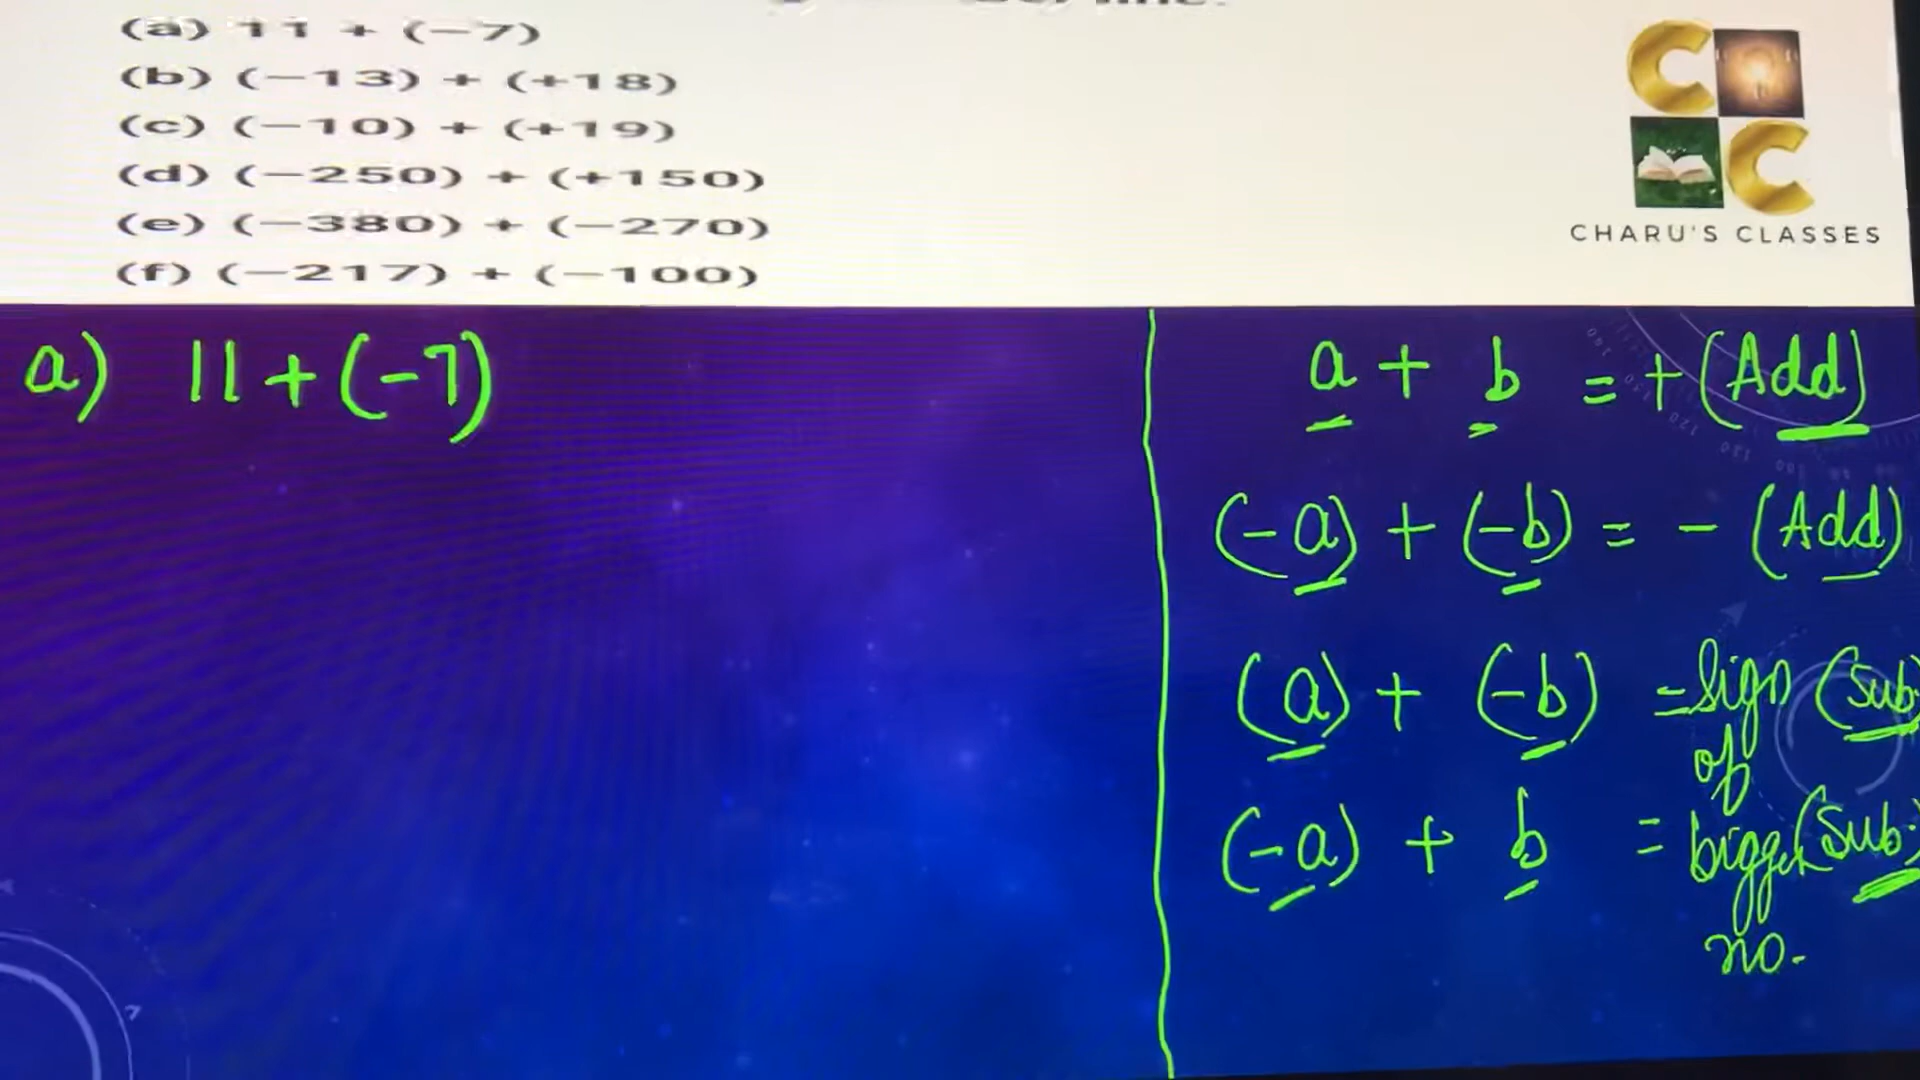 line.
(a) 11 + (−7)
(b) (−13) + (+18)
(c) (−10) + (+19)
(d) (−250) + (+150)
(e) (−380) + (−270)
(f) (−217) + (−100)
CHARU'S CLASSES
a) 11 + (-7)
a + b = + (Add)
(-a) + (-b) = - (Add)
(a) + (-b) = Sign (Sub.)
of
(-a) + b = bigger (Sub.)
no.